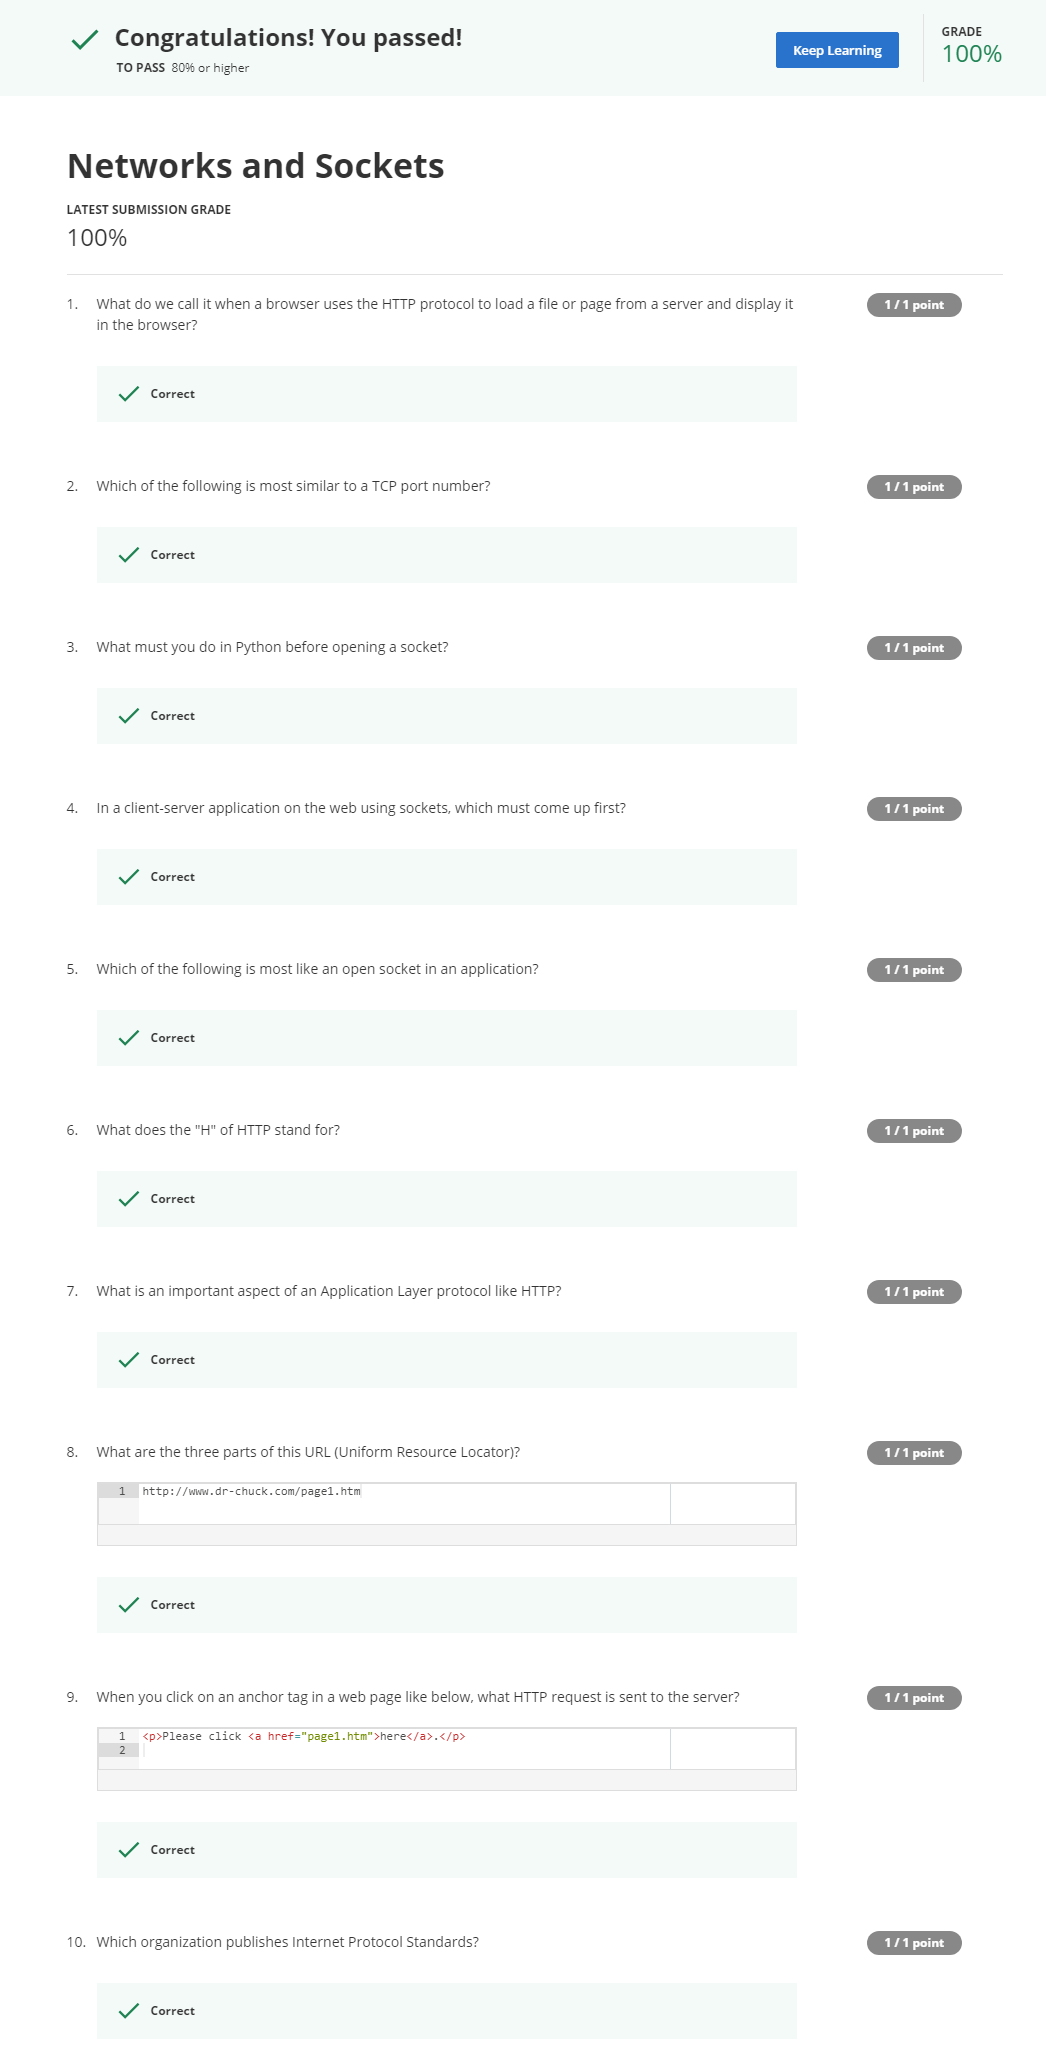 Congratulations! You passed!
TO PASS 80% or higher
Keep Learning
GRADE
100%
Networks and Sockets
LATEST SUBMISSION GRADE
100%
1. What do we call it when a browser uses the HTTP protocol to load a file or page from a server and display it
in the browser?
1 / 1 point
Correct
2. Which of the following is most similar to a TCP port number?
1 / 1 point
Correct
3. What must you do in Python before opening a socket?
1 / 1 point
Correct
4. In a client-server application on the web using sockets, which must come up first?
1 / 1 point
Correct
5. Which of the following is most like an open socket in an application?
1 / 1 point
Correct
6. What does the "H" of HTTP stand for?
1 / 1 point
Correct
7. What is an important aspect of an Application Layer protocol like HTTP?
1 / 1 point
Correct
8. What are the three parts of this URL (Uniform Resource Locator)?
1 / 1 point
1 http://www.dr-chuck.com/page1.htm
Correct
9. When you click on an anchor tag in a web page like below, what HTTP request is sent to the server?
1 / 1 point
1 <p>Please click <a href="page1.htm">here</a>.</p>
2
Correct
10. Which organization publishes Internet Protocol Standards?
1 / 1 point
Correct